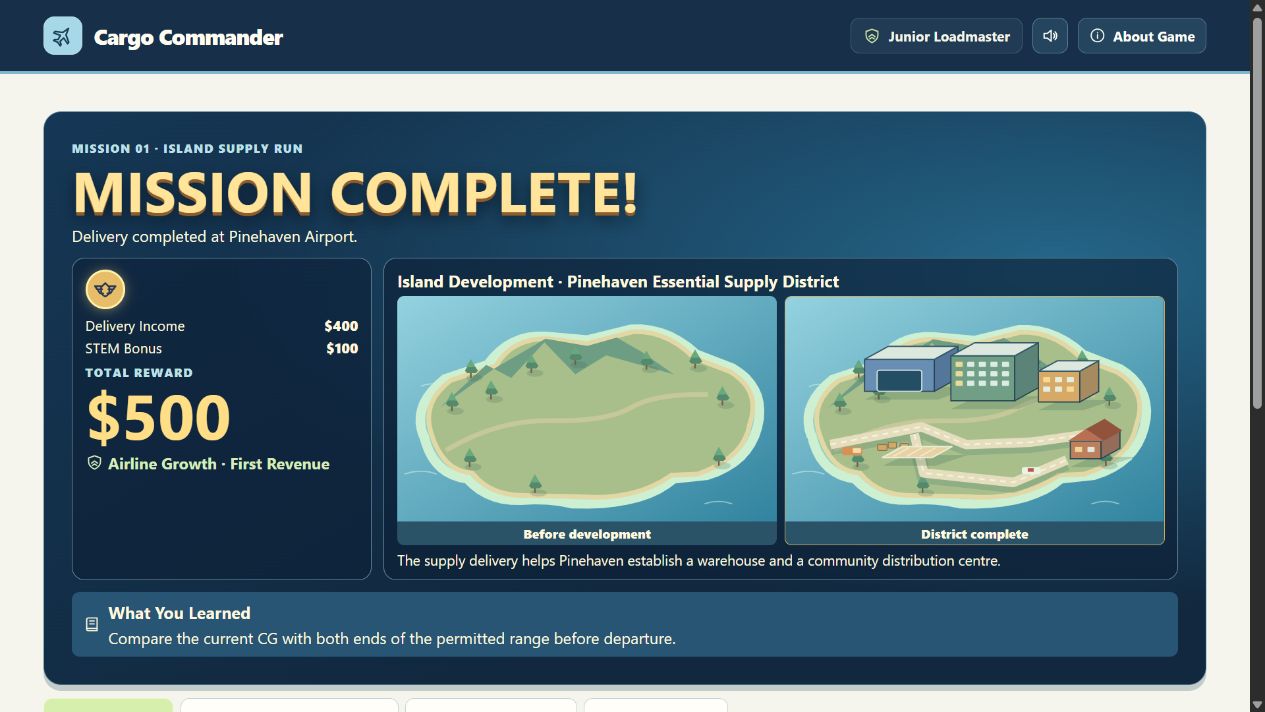 Cargo Commander
Junior Loadmaster
About Game
MISSION 01 · ISLAND SUPPLY RUN
MISSION COMPLETE!
Delivery completed at Pinehaven Airport.
Delivery Income $400
STEM Bonus $100
TOTAL REWARD
$500
Airline Growth · First Revenue
Island Development · Pinehaven Essential Supply District
Before development
District complete
The supply delivery helps Pinehaven establish a warehouse and a community distribution centre.
What You Learned
Compare the current CG with both ends of the permitted range before departure.